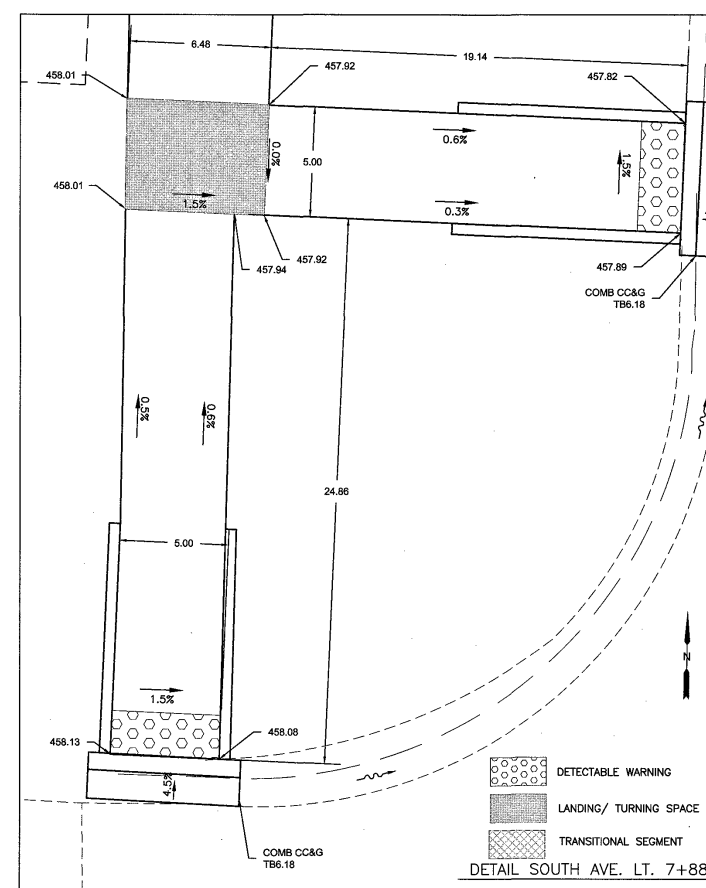 6.48
19.14
458.01
457.92
457.82
0.0%
5.00
0.6%
1.5%
458.01
1.5%
0.3%
457.94
457.92
457.89
COMB CC&G
TB6.18
0.5%
0.6%
24.86
5.00
N
1.5%
458.13
458.08
4.5%
DETECTABLE WARNING
LANDING/ TURNING SPACE
TRANSITIONAL SEGMENT
COMB CC&G
TB6.18
DETAIL SOUTH AVE. LT. 7+88